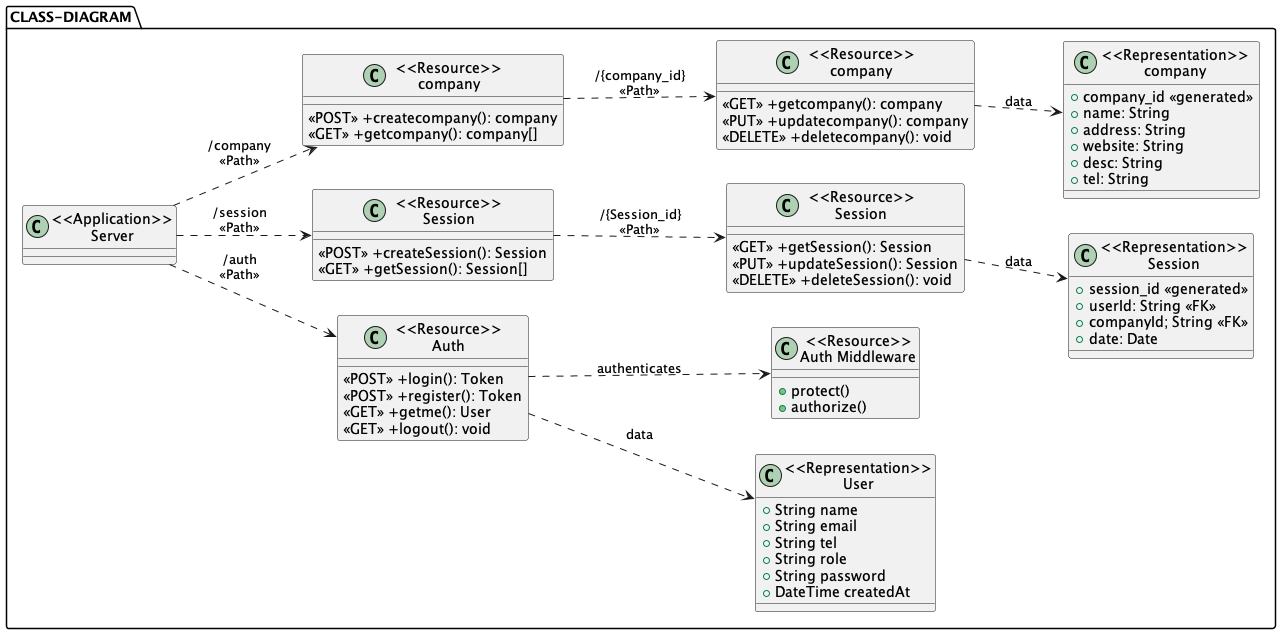 CLASS-DIAGRAM
C
<<Application>>
Server
/company
«Path»
/session
«Path»
/auth
«Path»
C
<<Resource>>
company
«POST» +createcompany(): company
«GET» +getcompany(): company[]
/{company_id}
«Path»
C
<<Resource>>
company
«GET» +getcompany(): company
«PUT» +updatecompany(): company
«DELETE» +deletecompany(): void
data
C
<<Representation>>
company
company_id «generated»
name: String
address: String
website: String
desc: String
tel: String
C
<<Resource>>
Session
«POST» +createSession(): Session
«GET» +getSession(): Session[]
/{Session_id}
«Path»
C
<<Resource>>
Session
«GET» +getSession(): Session
«PUT» +updateSession(): Session
«DELETE» +deleteSession(): void
data
C
<<Representation>>
Session
session_id «generated»
userId: String «FK»
companyId; String «FK»
date: Date
C
<<Resource>>
Auth
«POST» +login(): Token
«POST» +register(): Token
«GET» +getme(): User
«GET» +logout(): void
authenticates
C
<<Resource>>
Auth Middleware
protect()
authorize()
data
C
<<Representation>>
User
String name
String email
String tel
String role
String password
DateTime createdAt